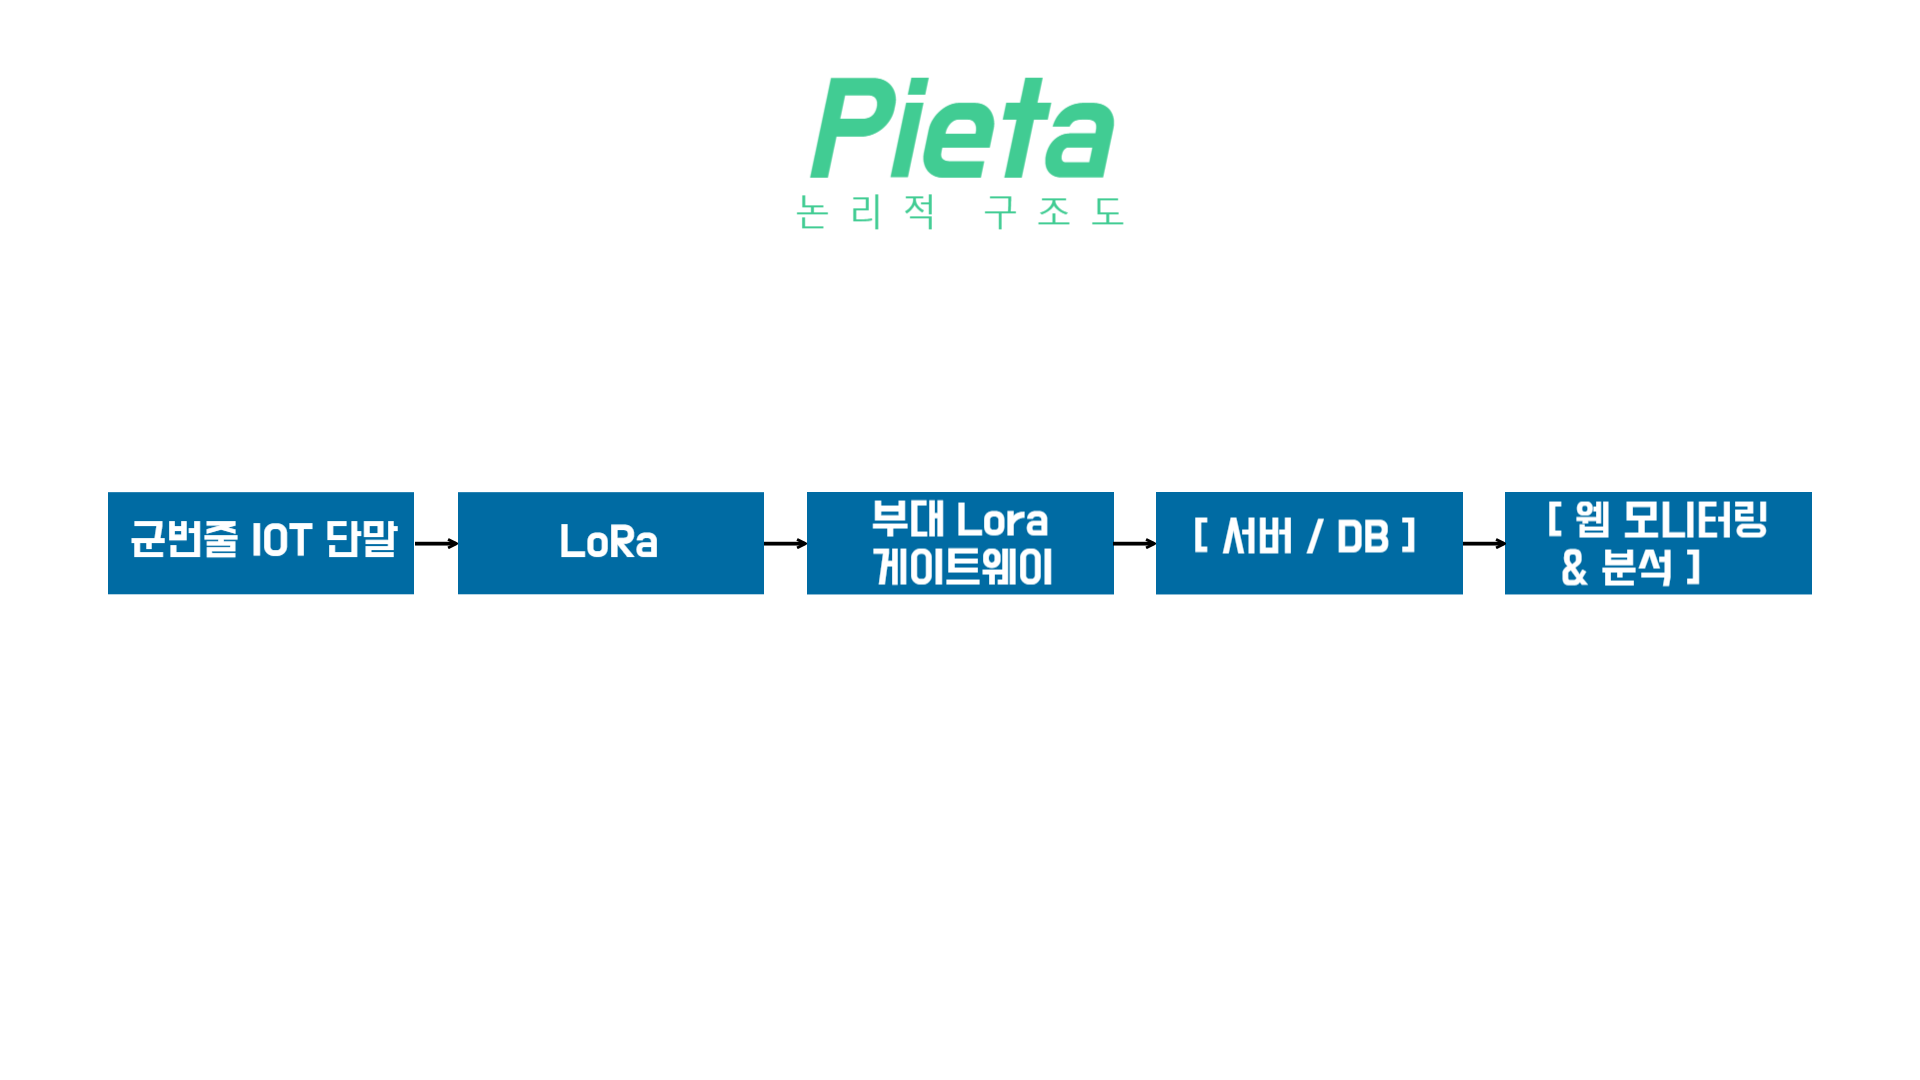 Pieta
논리적 구조도
군번줄 IOT 단말
LoRa
부대 Lora
게이트웨이
[ 서버 / DB ]
[ 웹 모니터링
& 분석 ]